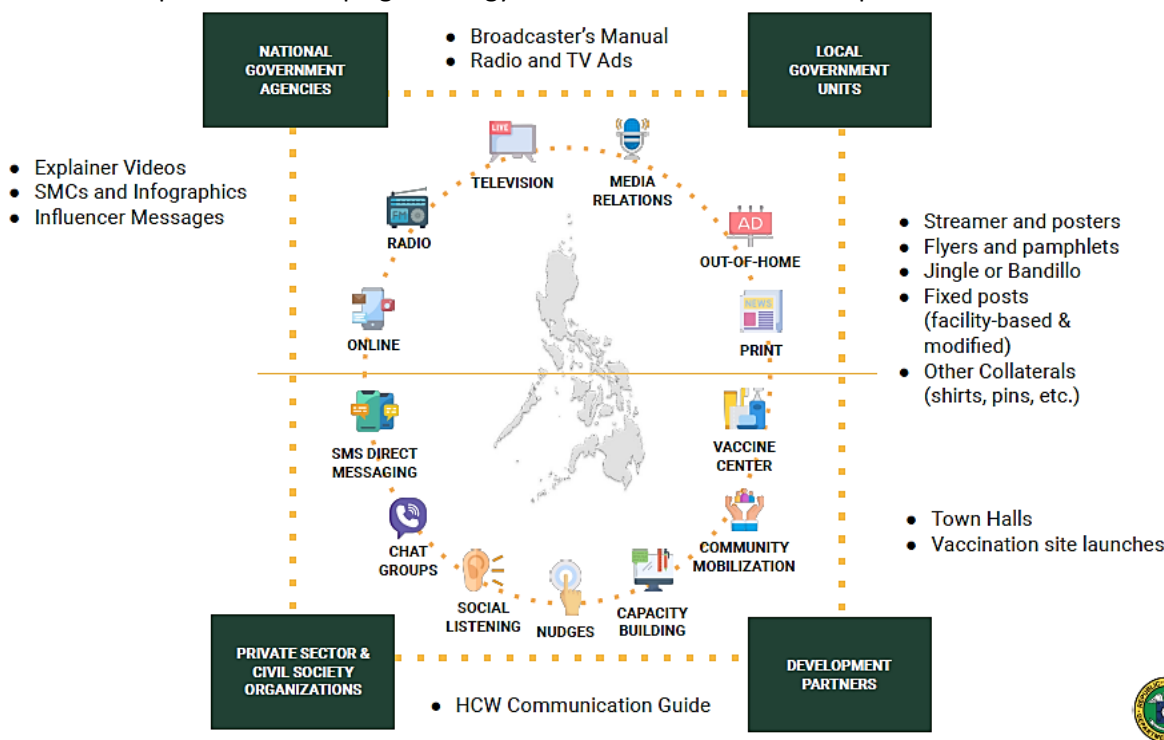 NATIONAL
GOVERNMENT
AGENCIES
● Broadcaster's Manual
● Radio and TV Ads
LOCAL
GOVERNMENT
UNITS
● Explainer Videos
● SMCs and Infographics
● Influencer Messages
LIVE
TELEVISION
MEDIA
RELATIONS
FM
RADIO
AD
OUT-OF-HOME
● Streamer and posters
● Flyers and pamphlets
● Jingle or Bandillo
● Fixed posts
(facility-based &
modified)
● Other Collaterals
(shirts, pins, etc.)
ONLINE
NEWS
PRINT
SMS DIRECT
MESSAGING
VACCINE
CENTER
CHAT
GROUPS
COMMUNITY
MOBILIZATION
● Town Halls
● Vaccination site launches
SOCIAL
LISTENING
NUDGES
CAPACITY
BUILDING
PRIVATE SECTOR &
CIVIL SOCIETY
ORGANIZATIONS
● HCW Communication Guide
DEVELOPMENT
PARTNERS